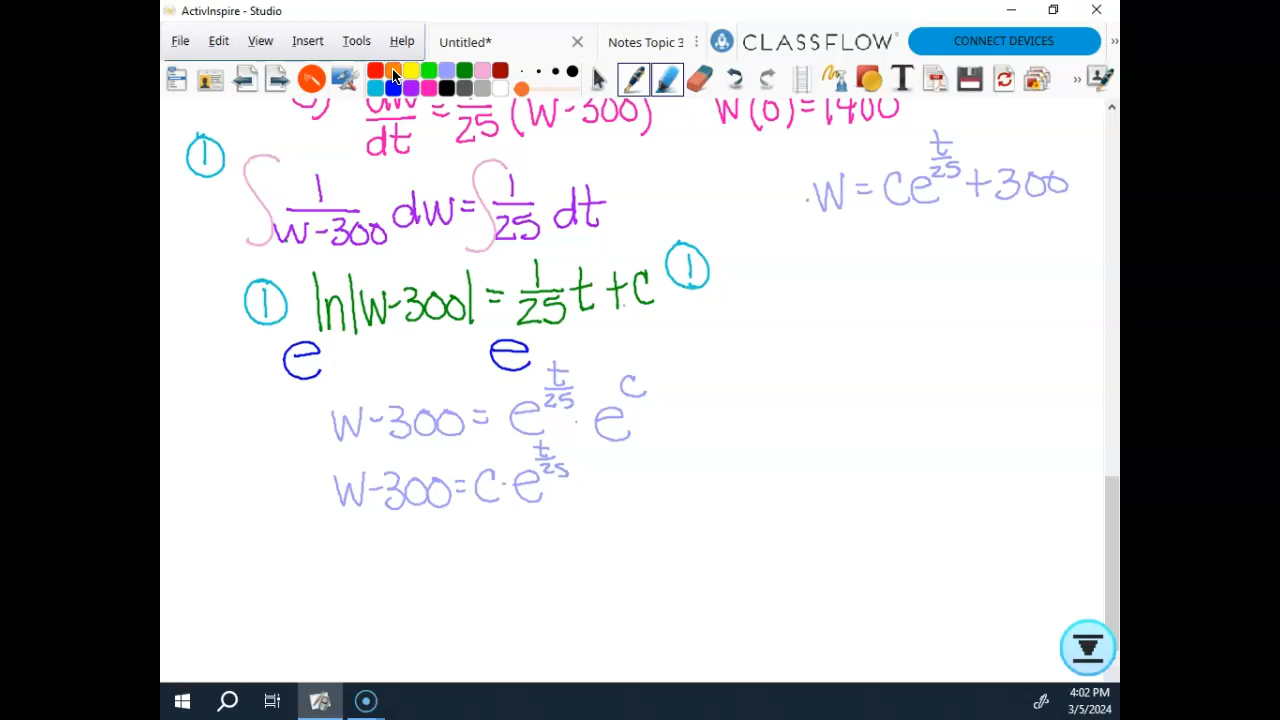 ActivInspire - Studio
File Edit View Insert Tools Help Untitled* Notes Topic 3 CLASSFLOW CONNECT DEVICES
dw/dt = 1/25 (W-300) W(0)=1400
① ∫ 1/(W-300) dW = ∫ 1/25 dt
W = Ce^(t/25) + 300
① ln|W-300| = 1/25 t + C ①
e e
W-300 = e^(t/25) · e^C
W-300 = C · e^(t/25)
4:02 PM
3/5/2024